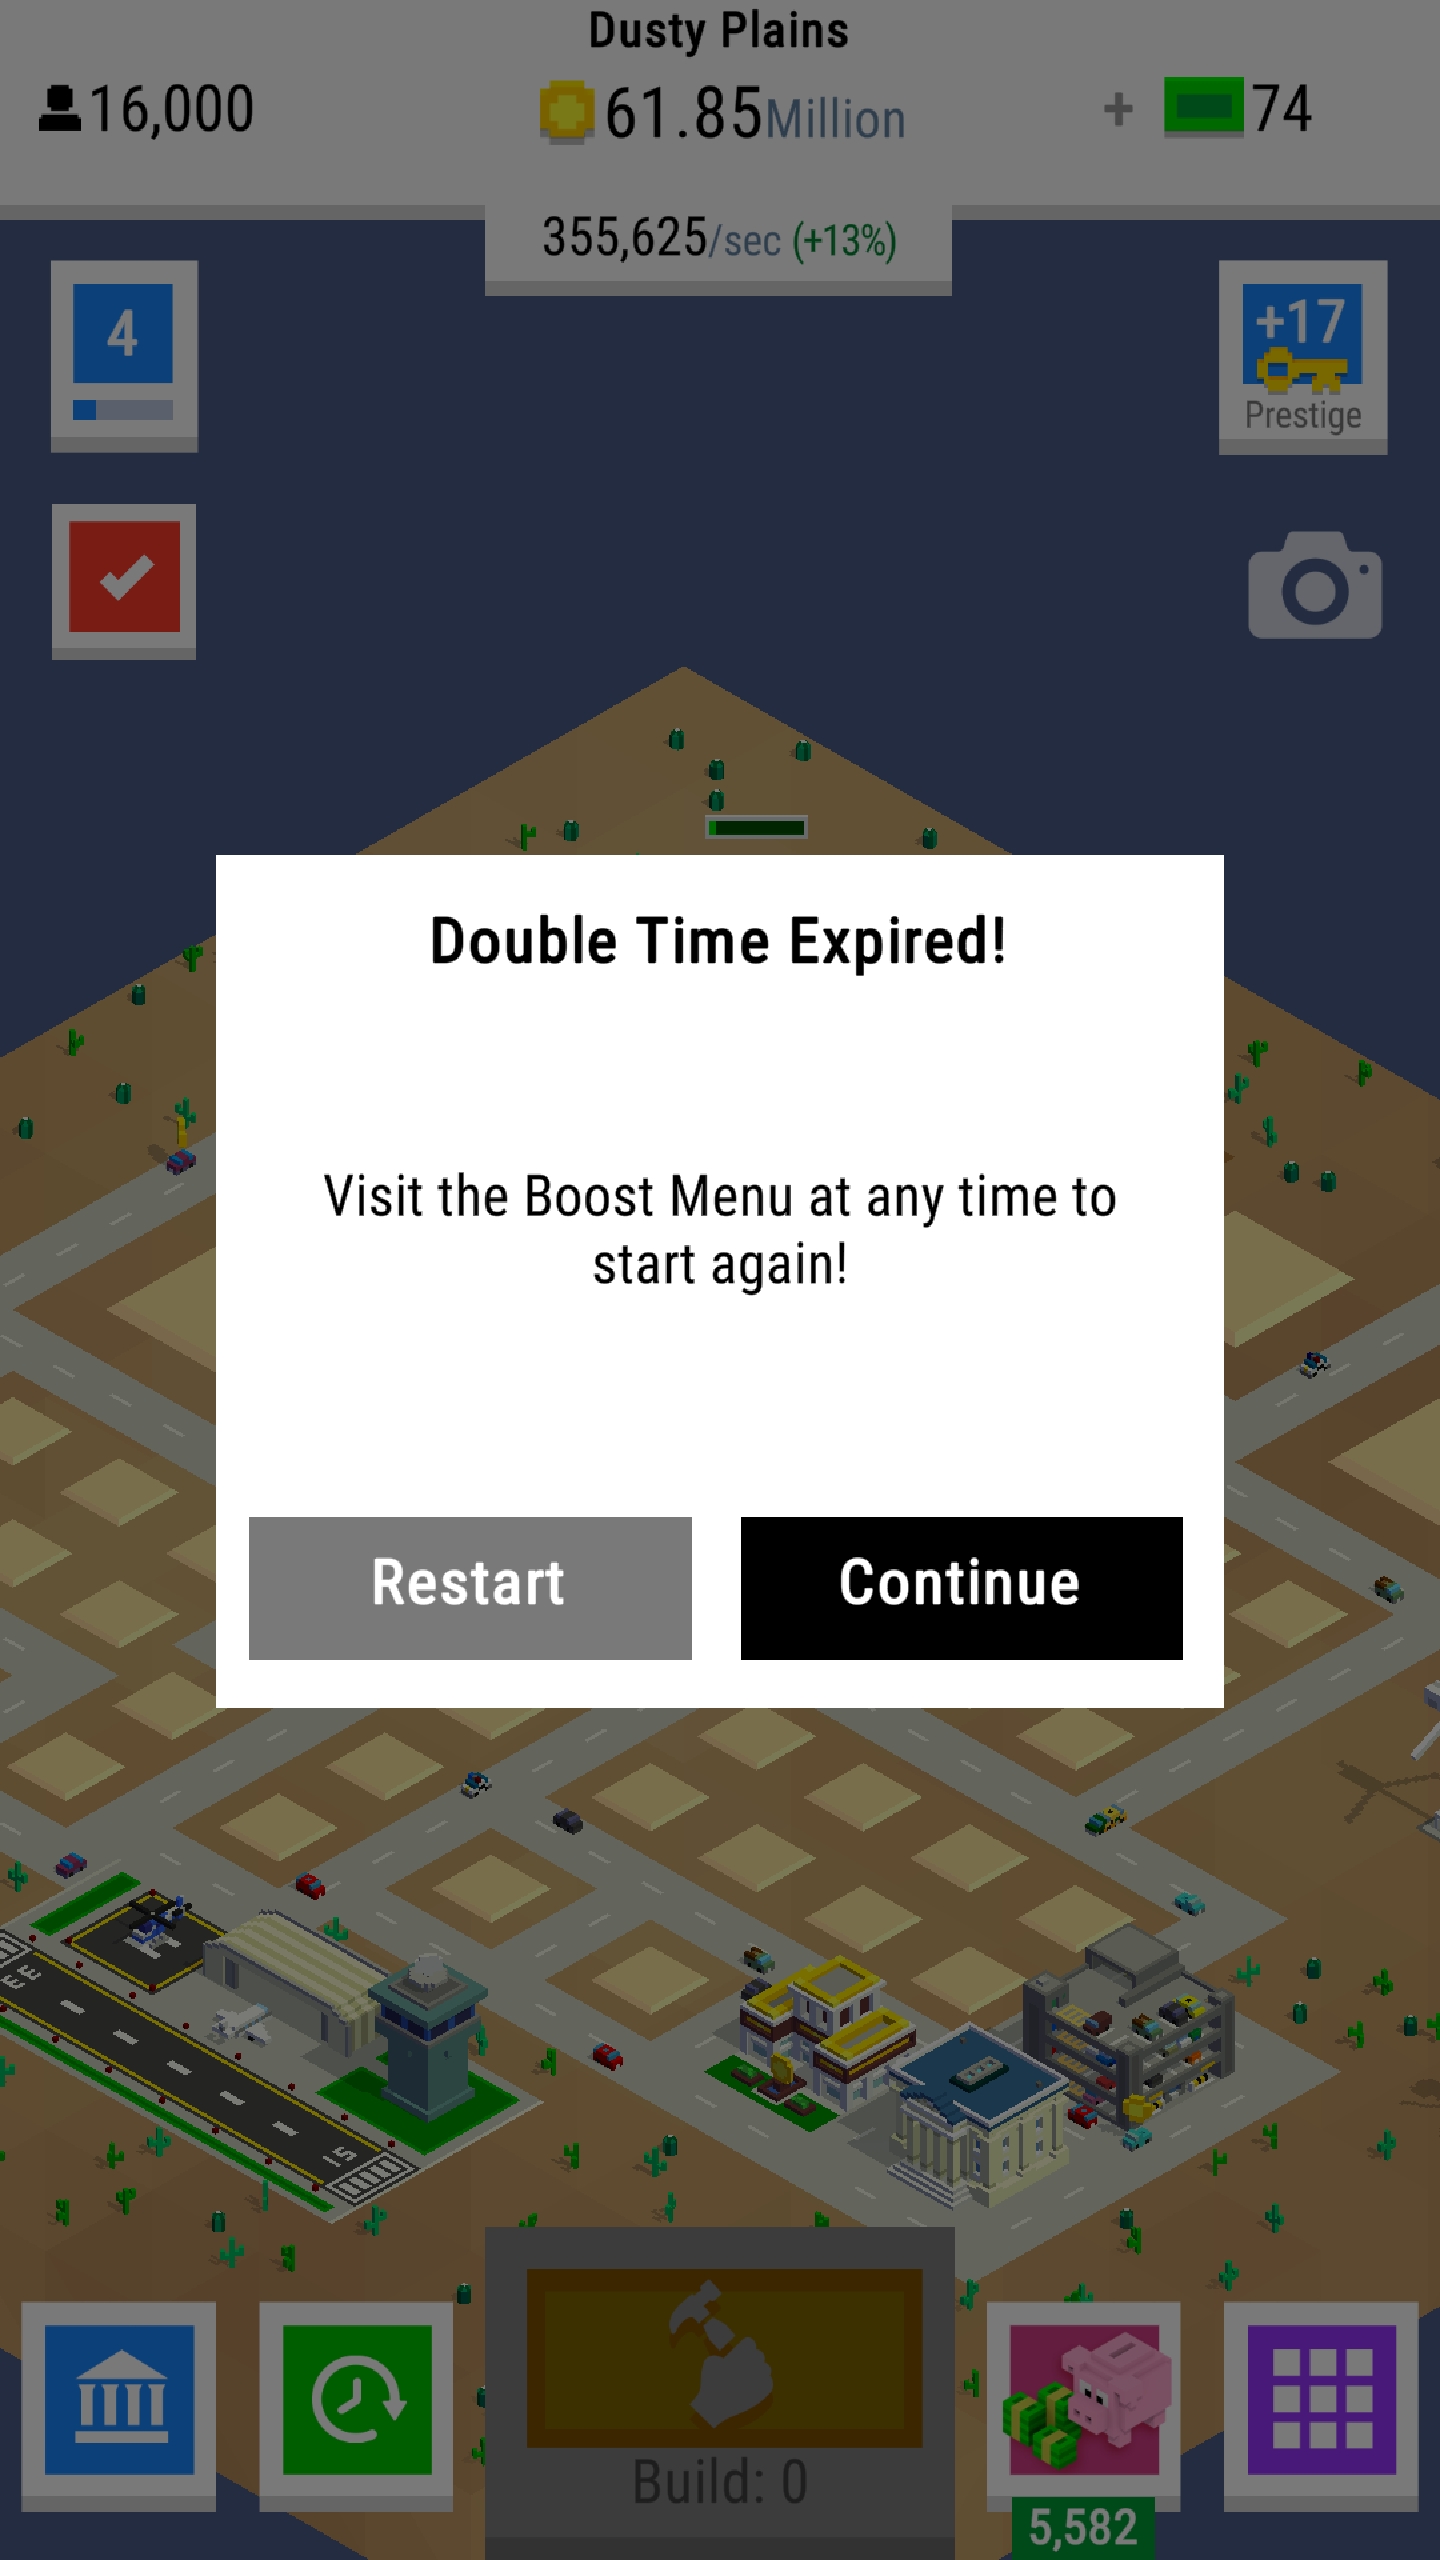 Dusty Plains
16,000
61.85Million
+ 74
355,625/sec (+13%)
4
+17
Prestige
Double Time Expired!
Visit the Boost Menu at any time to
start again!
Restart
Continue
15
Build: 0
5,582